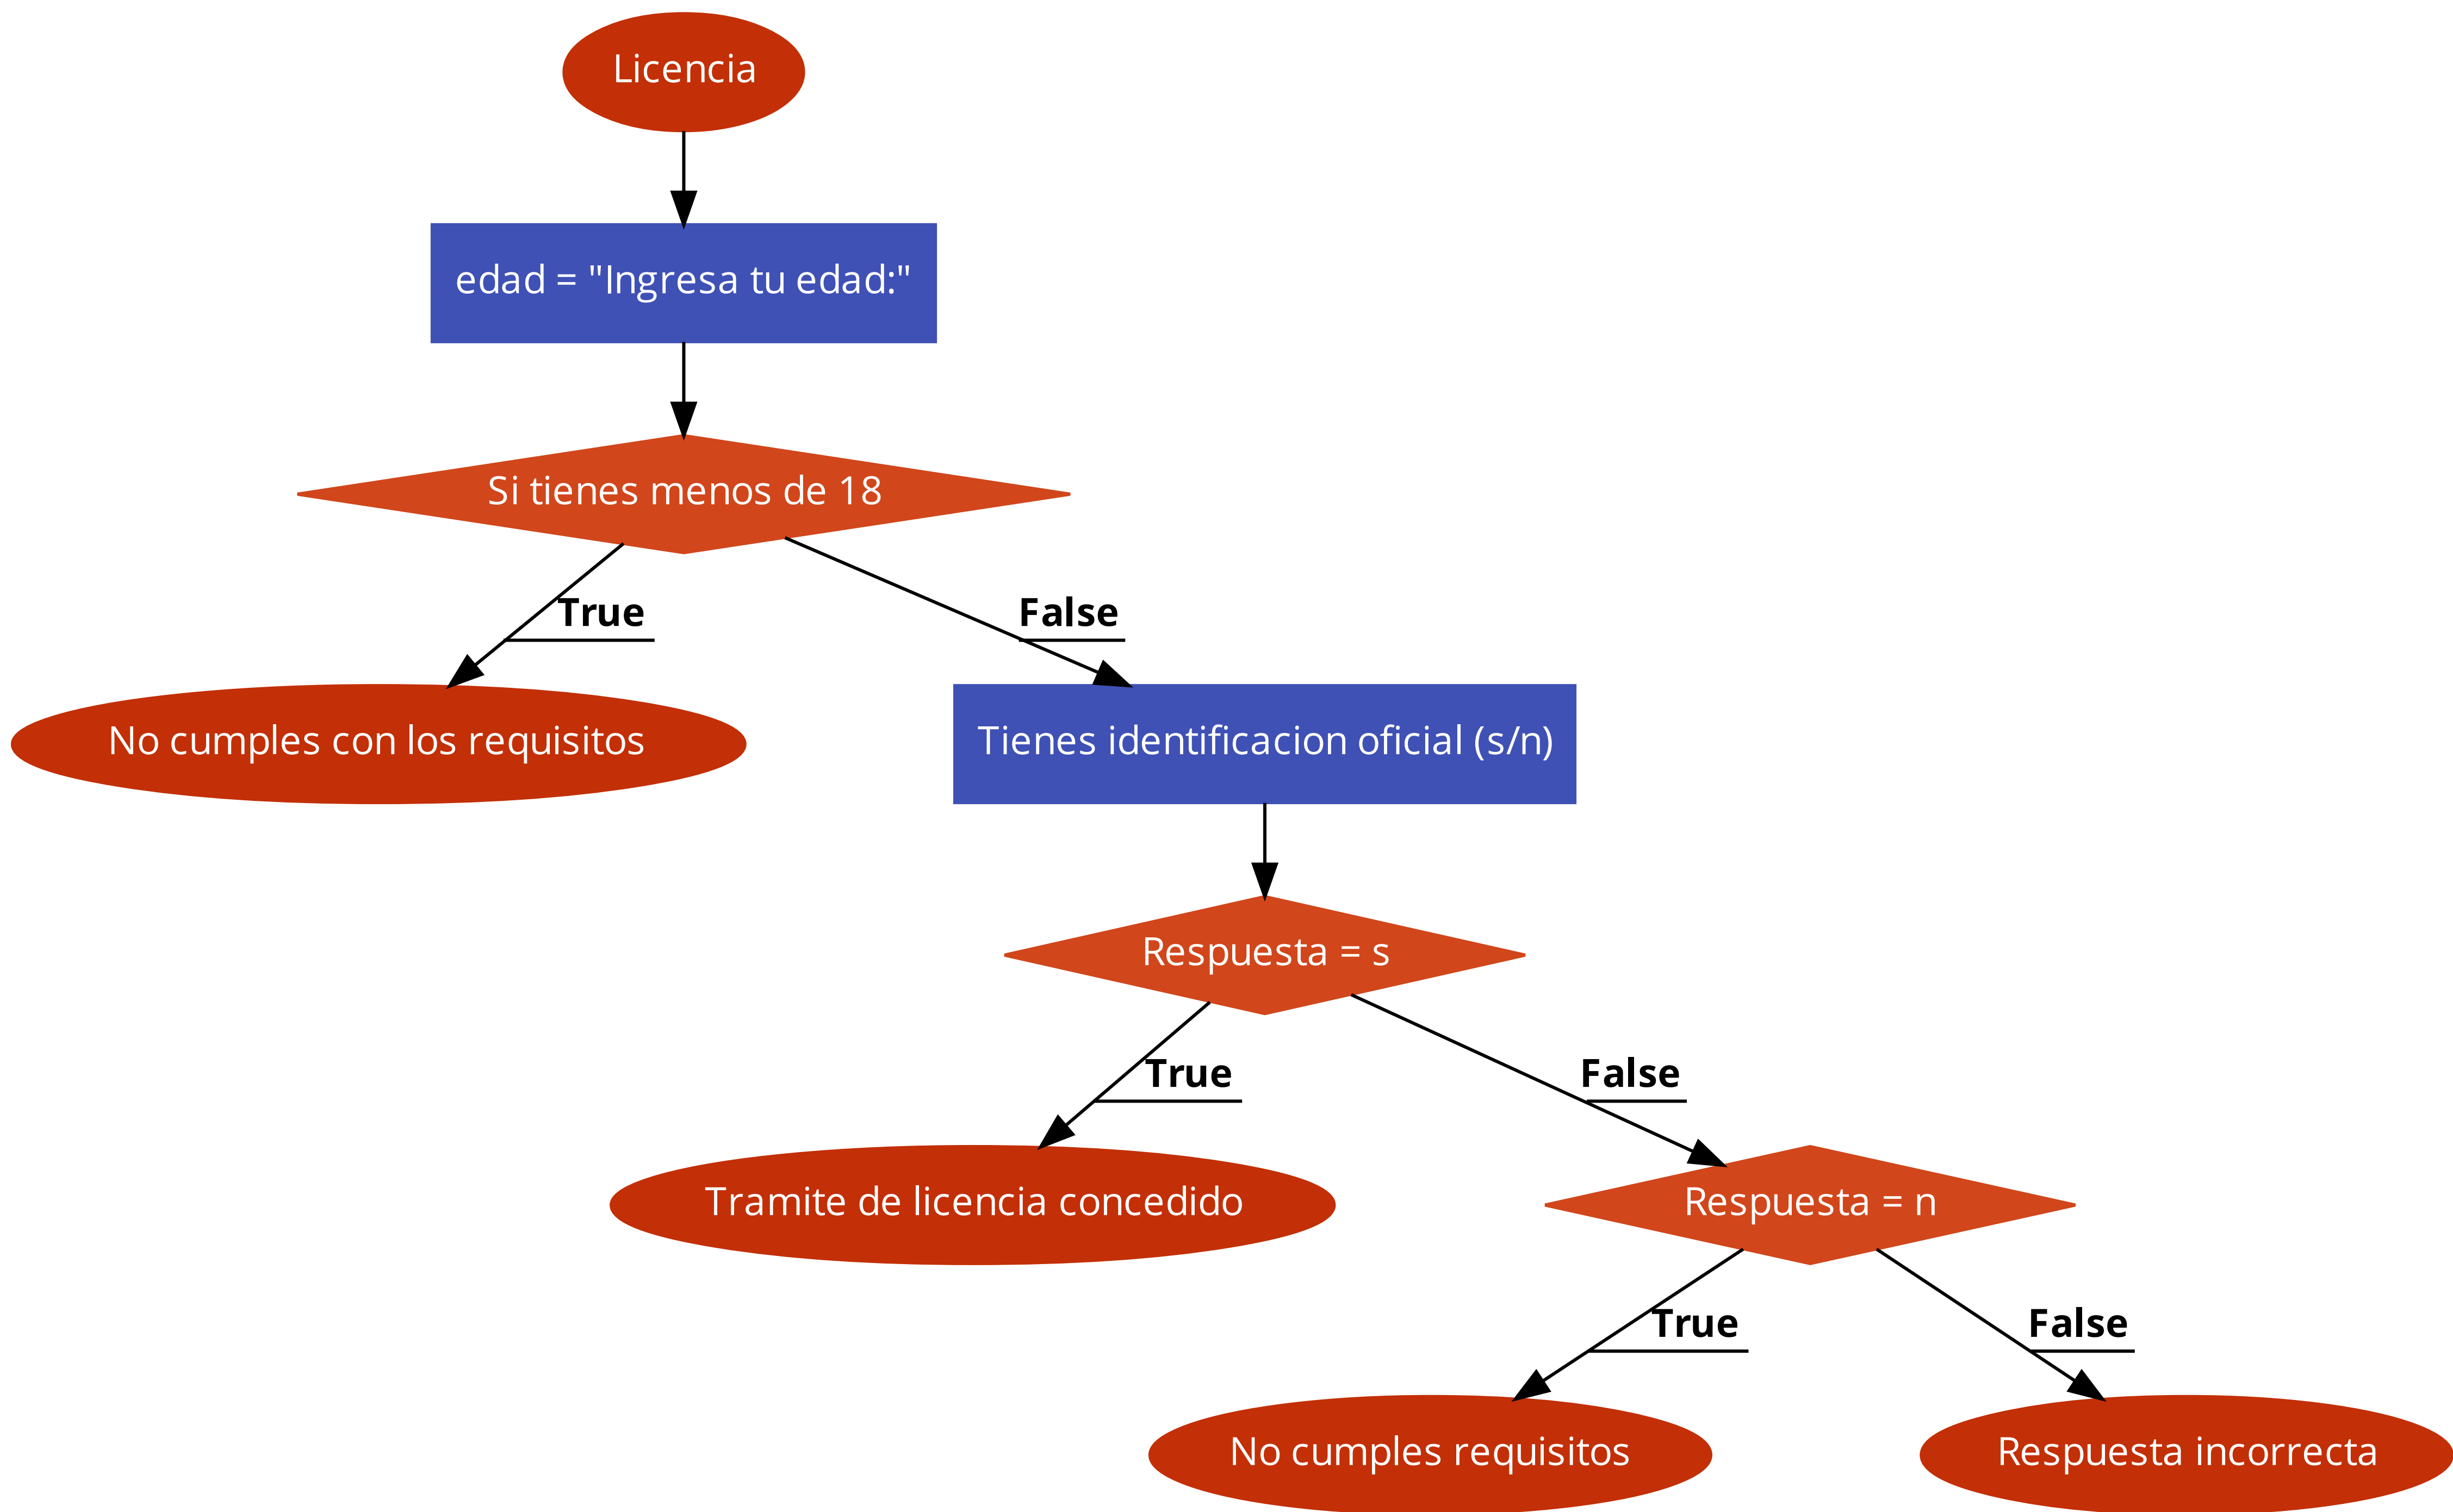 Licencia
edad = "Ingresa tu edad:"
Si tienes menos de 18
True
False
No cumples con los requisitos
Tienes identificacion oficial (s/n)
Respuesta = s
True
False
Tramite de licencia concedido
Respuesta = n
True
False
No cumples requisitos
Respuesta incorrecta